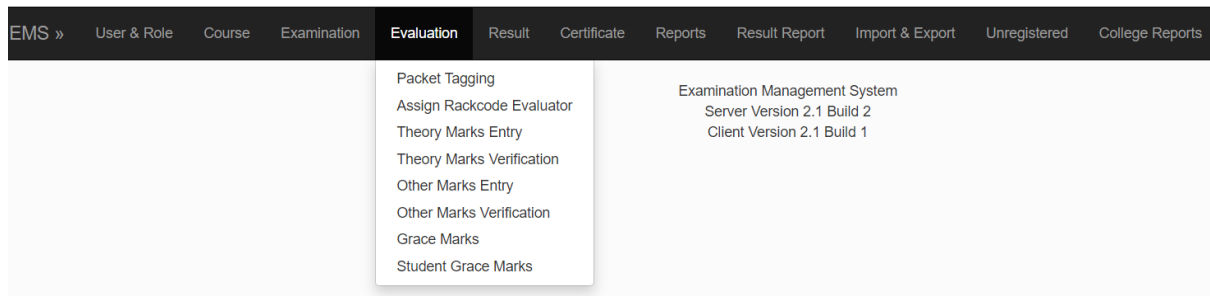 EMS » User & Role Course Examination Evaluation Result Certificate Reports Result Report Import & Export Unregistered College Reports
Packet Tagging
Assign Rackcode Evaluator
Theory Marks Entry
Theory Marks Verification
Other Marks Entry
Other Marks Verification
Grace Marks
Student Grace Marks
Examination Management System
Server Version 2.1 Build 2
Client Version 2.1 Build 1